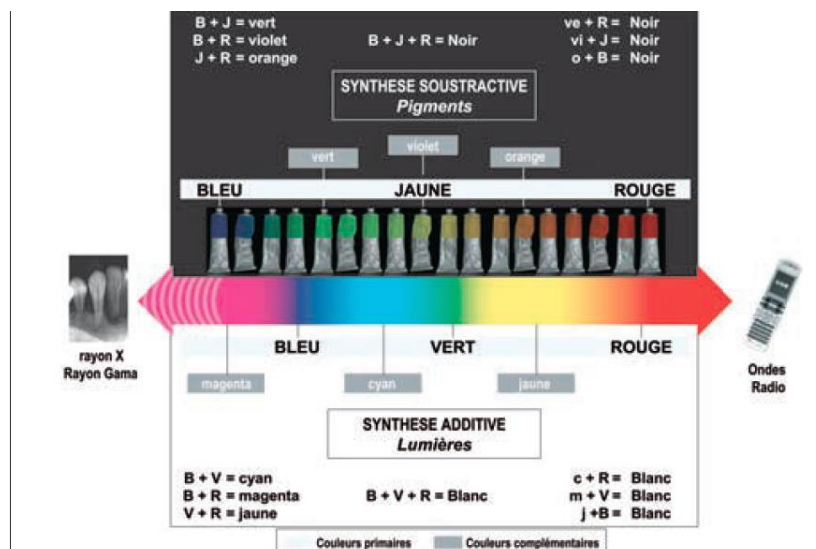 B + J = vert
B + R = violet
J + R = orange
B + J + R = Noir
ve + R = Noir
vi + J = Noir
o + B = Noir
SYNTHESE SOUSTRACTIVE
Pigments
vert
violet
orange
BLEU JAUNE ROUGE
rayon X
Rayon Gama
Ondes
Radio
BLEU VERT ROUGE
magenta cyan jaune
SYNTHESE ADDITIVE
Lumières
B + V = cyan
B + R = magenta
V + R = jaune
B + V + R = Blanc
c + R = Blanc
m + V = Blanc
j +B = Blanc
Couleurs primaires Couleurs complémentaires